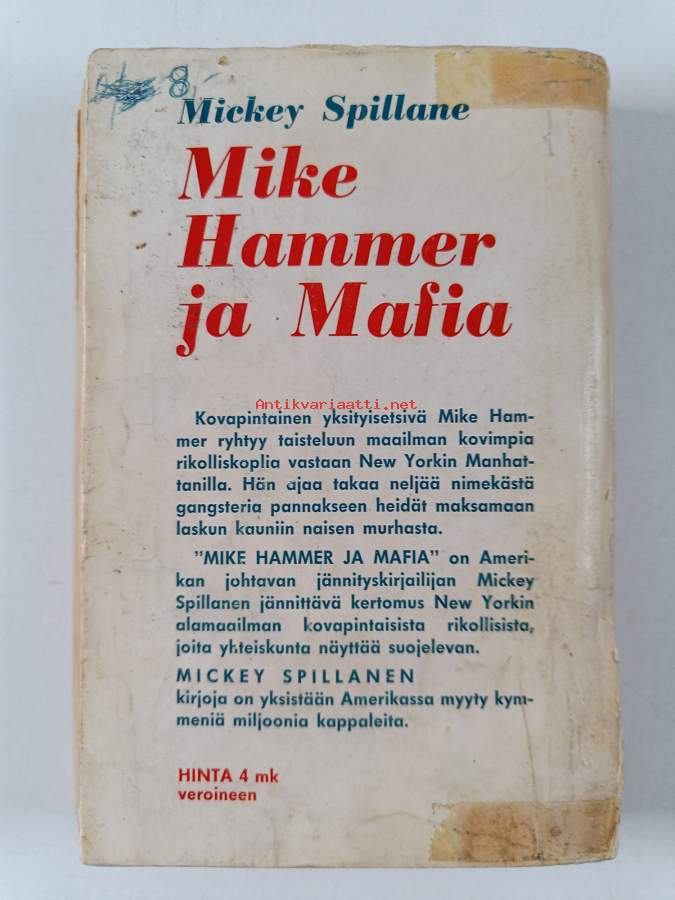 8,-
Mickey Spillane
Mike
Hammer
ja Mafia
Antikvariaatti.net
Kovapintainen yksityisetsivä Mike Ham-
mer ryhtyy taisteluun maailman kovimpia
rikolliskoplia vastaan New Yorkin Manhat-
tanilla. Hän ajaa takaa neljää nimekästä
gangsteria pannakseen heidät maksamaan
laskun kauniin naisen murhasta.
"MIKE HAMMER JA MAFIA" on Ameri-
kan johtavan jännityskirjailijan Mickey
Spillanen jännittävä kertomus New Yorkin
alamaailman kovapintaisista rikollisista,
joita yhteiskunta näyttää suojelevan.
MICKEY SPILLANEN
kirjoja on yksistään Amerikassa myyty kym-
meniä miljoonia kappaleita.
HINTA 4 mk
veroineen